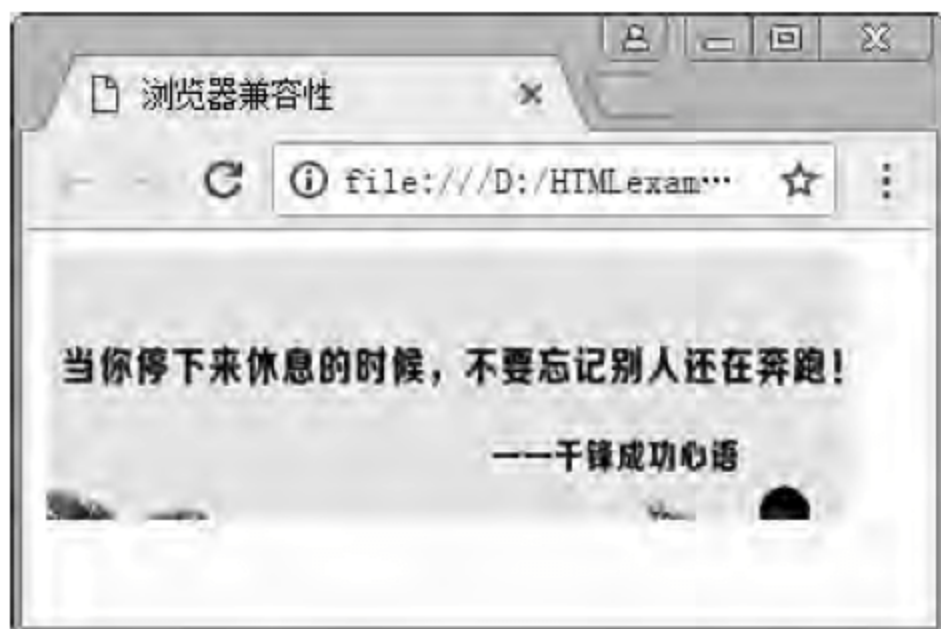 浏览器兼容性
file:///D:/HTMLexam…
当你停下来休息的时候，不要忘记别人还在奔跑！
——千锋成功心语